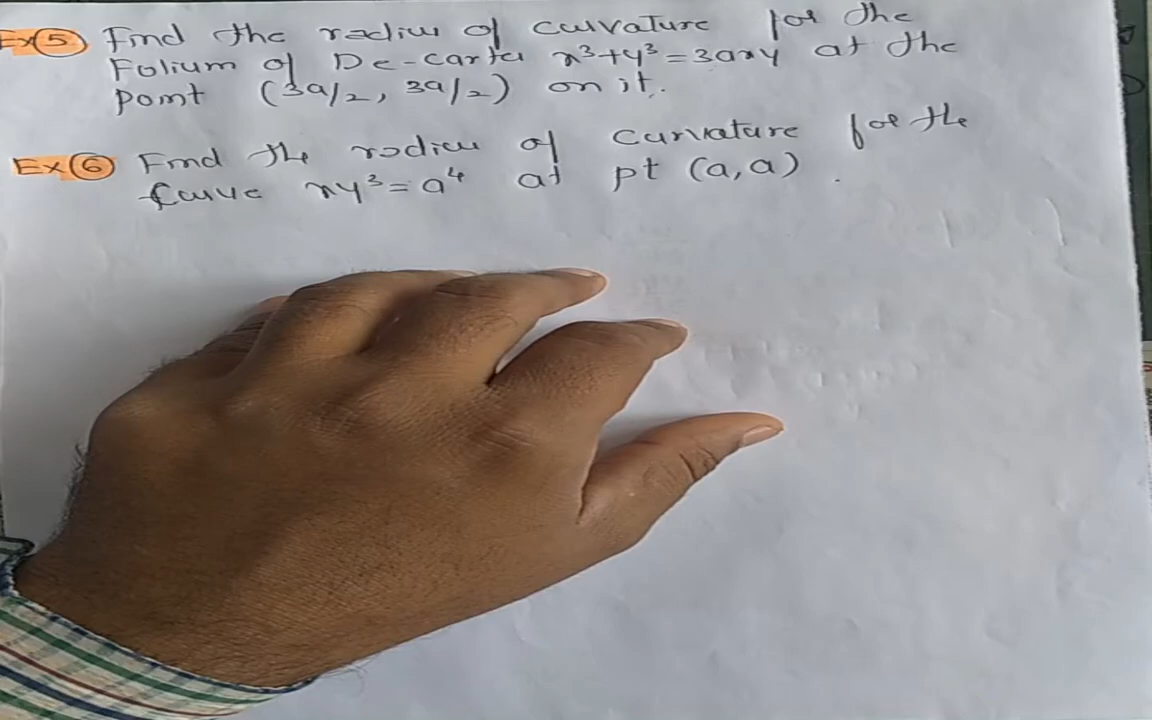 Ex (5) Find the radius of curvature for the
Folium of De-cartes x³+y³=3axy at the
point (3a/2, 3a/2) on it.
Ex (6) Find the radius of curvature for the
Curve xy³=a⁴ at pt (a,a).